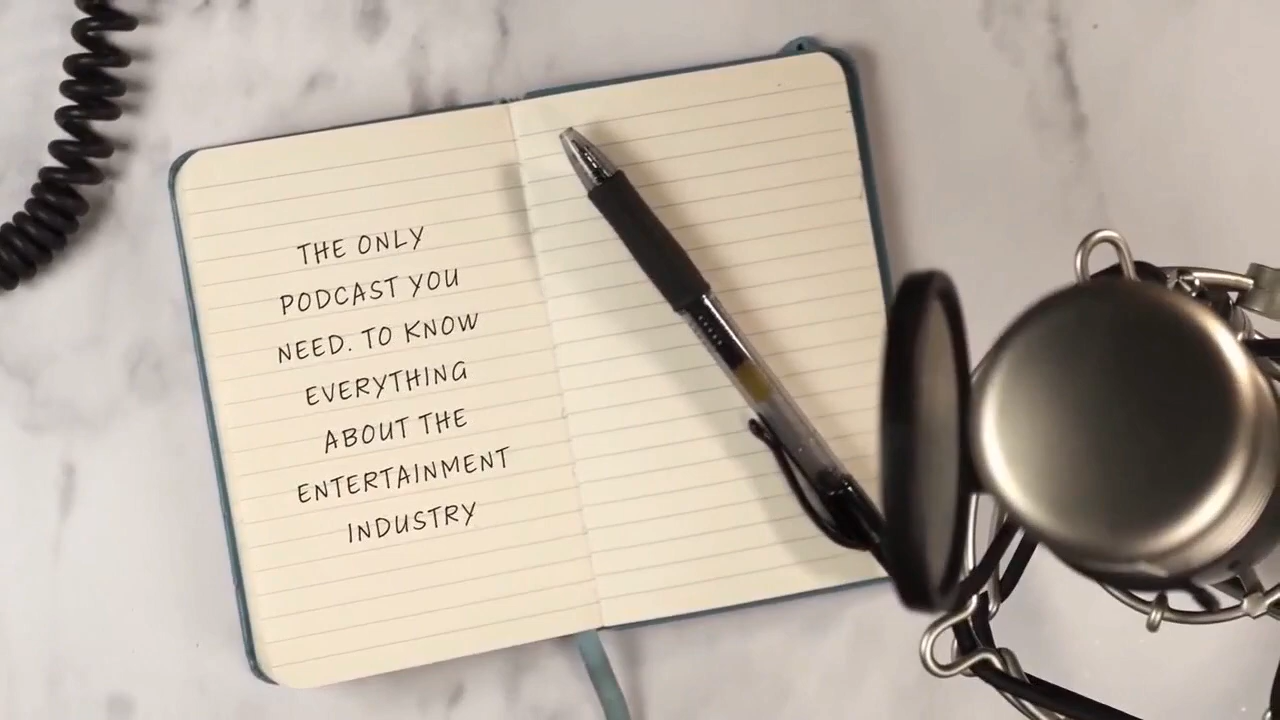 THE ONLY
PODCAST YOU
NEED. TO KNOW
EVERYTHING
ABOUT THE
ENTERTAINMENT
INDUSTRY